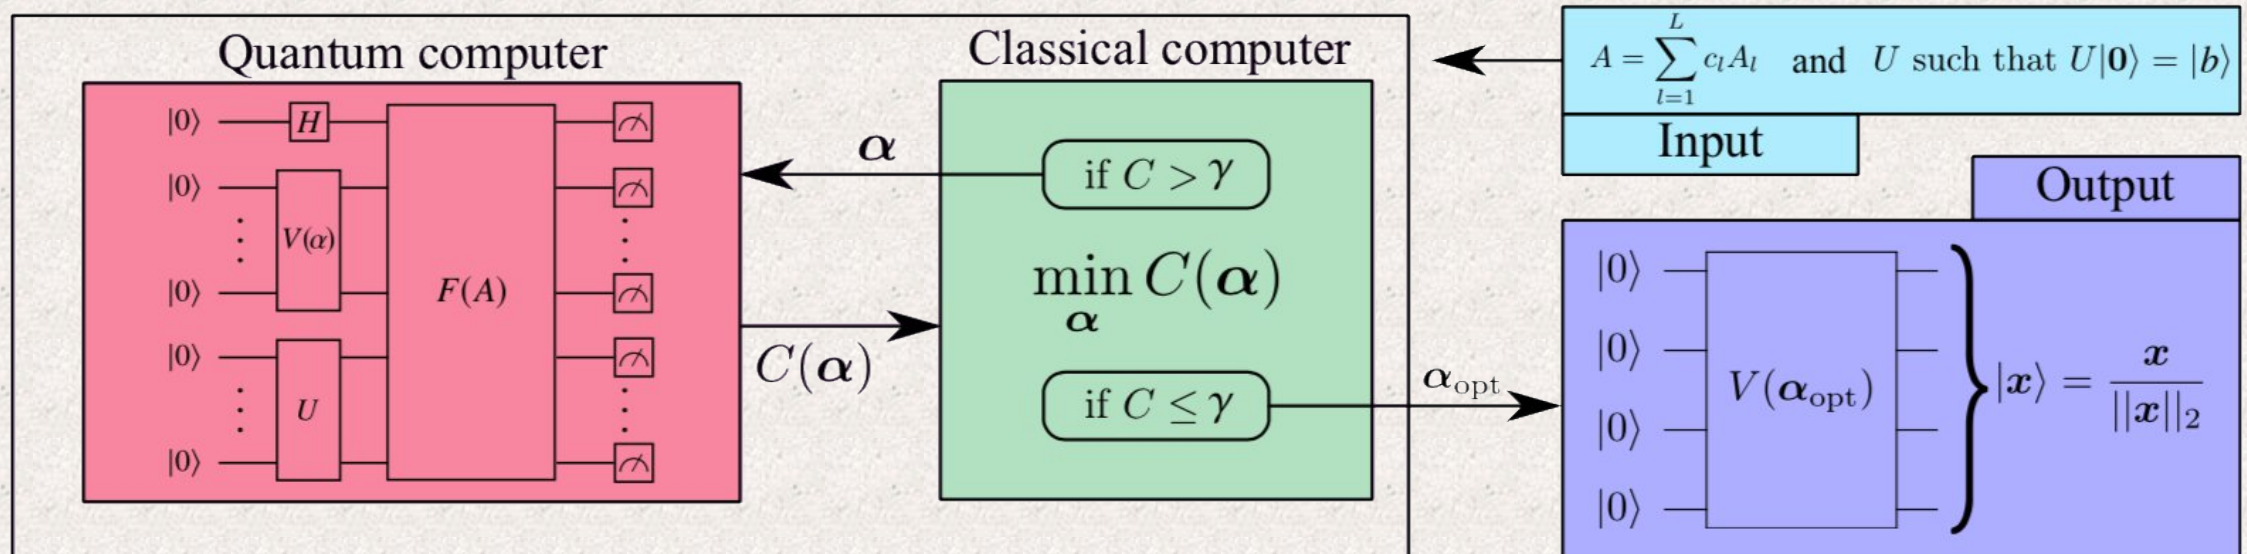 Quantum computer
|0⟩ H
|0⟩
⋮ V(α) ⋮
|0⟩ F(A)
|0⟩
⋮ U ⋮
|0⟩
α
C(α)
Classical computer
if C > γ
min C(α)
α
if C ≤ γ
α_opt
A = ∑_{l=1}^{L} c_l A_l and U such that U|0⟩ = |b⟩
Input
Output
|0⟩
|0⟩
V(α_opt) |x⟩ = x / ||x||₂
|0⟩
|0⟩